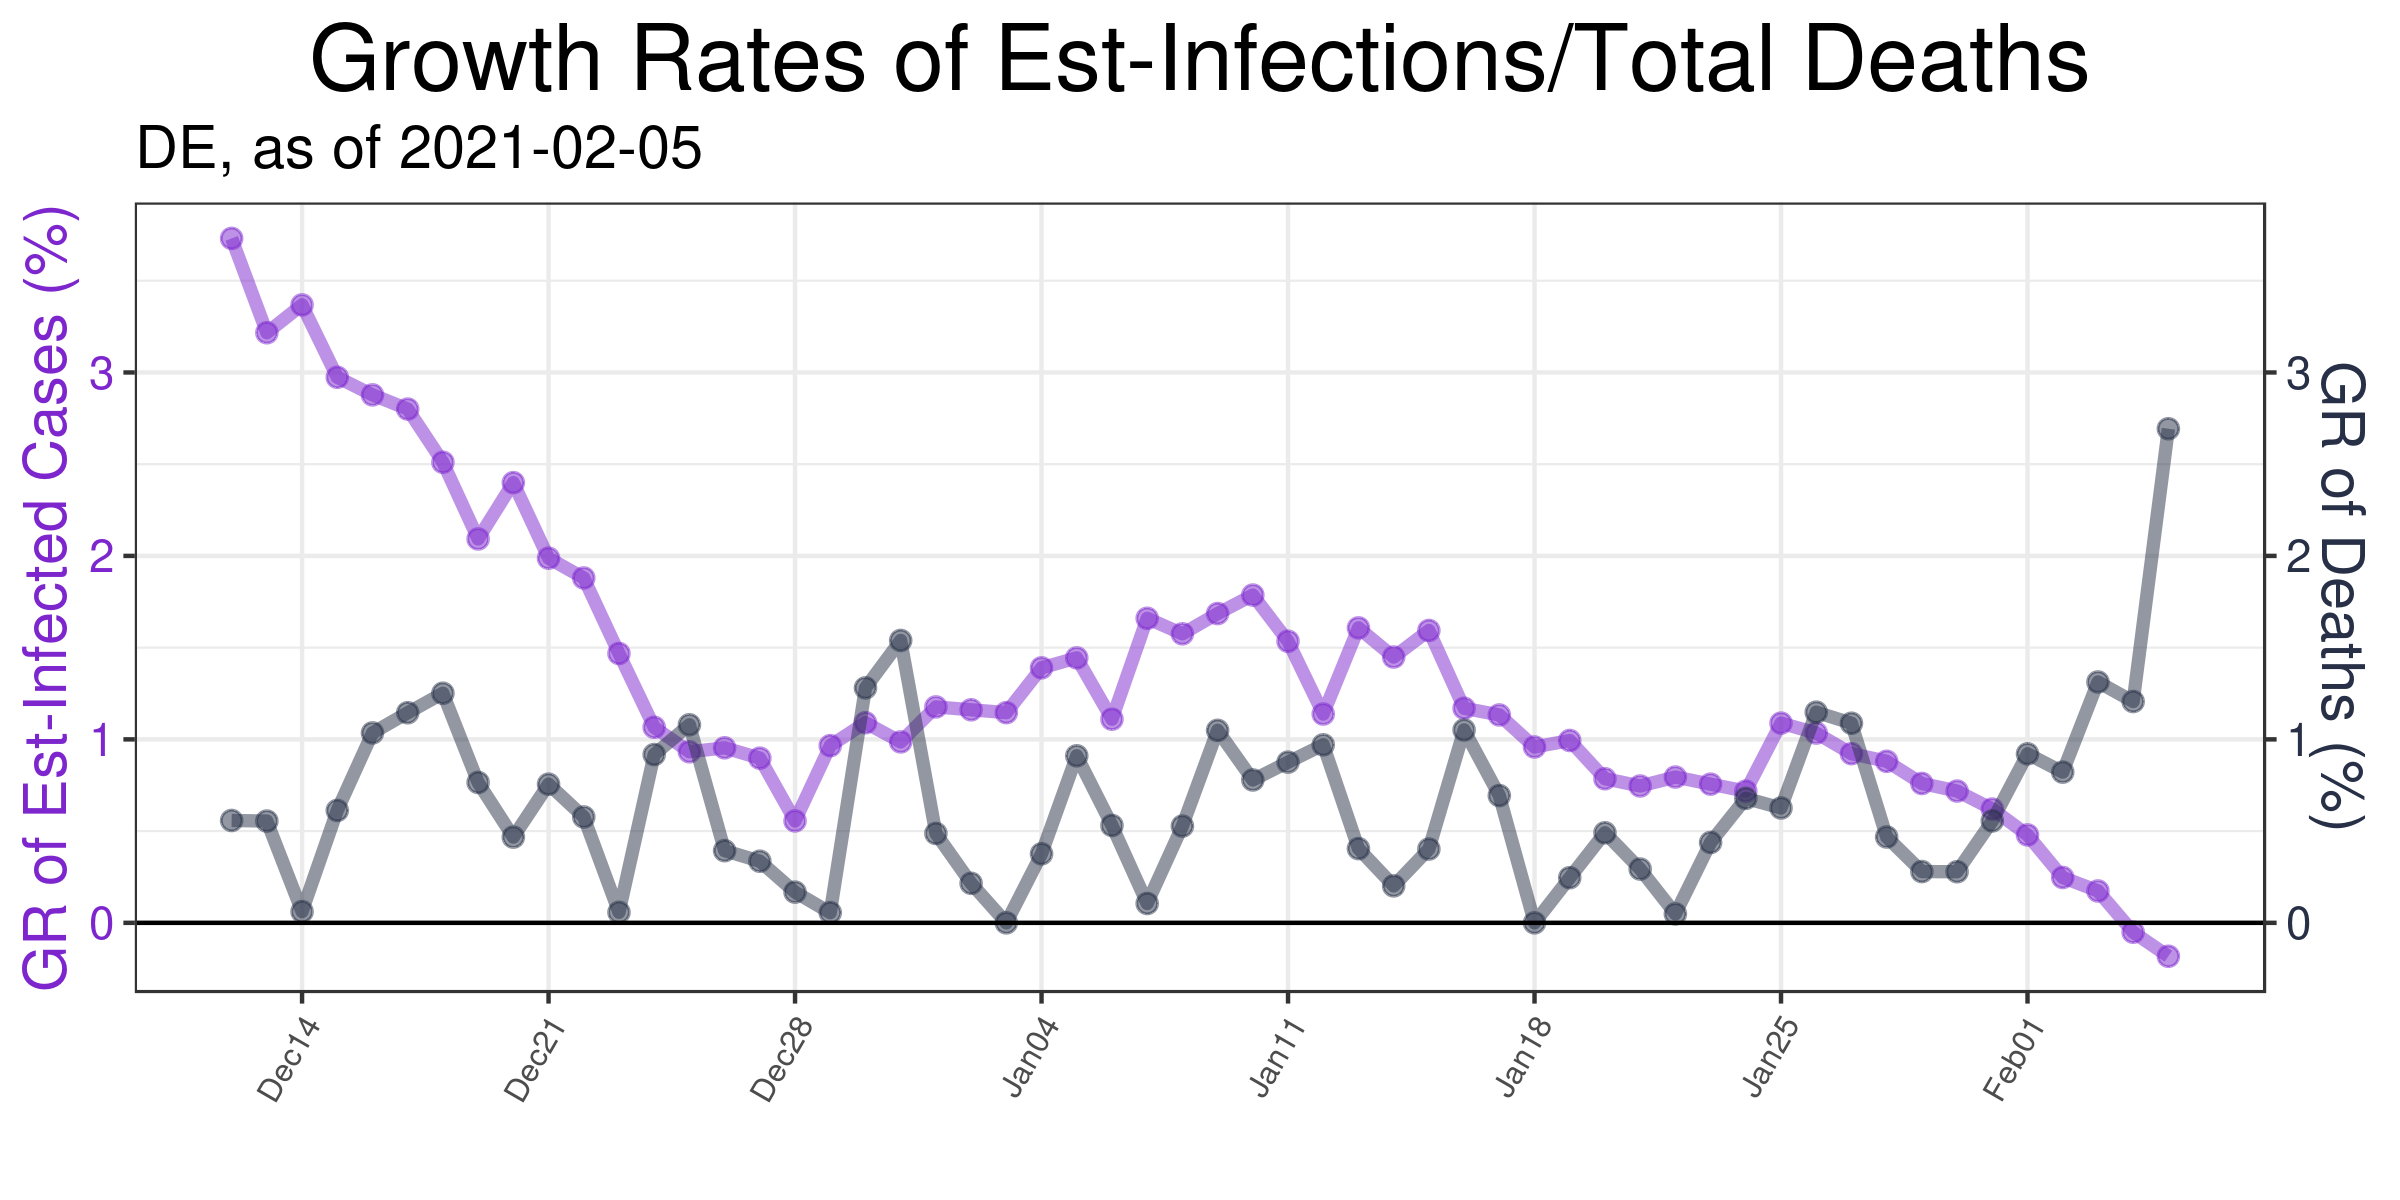 Growth Rates of Est-Infections/Total Deaths
DE, as of 2021-02-05
GR of Est-Infected Cases (%)
3
2
1
0
3
2
1
0
GR of Deaths (%)
Dec14
Dec21
Dec28
Jan04
Jan11
Jan18
Jan25
Feb01